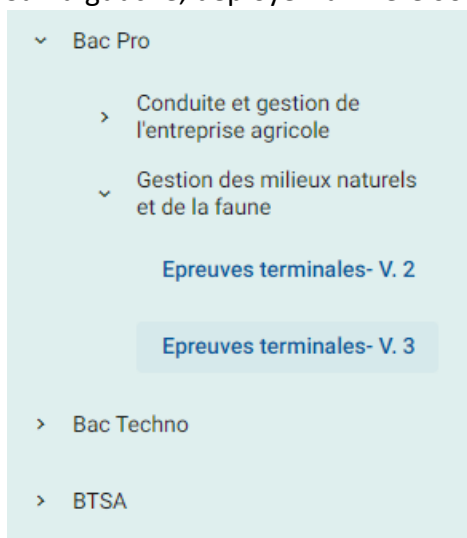 Bac Pro
Conduite et gestion de
l'entreprise agricole
Gestion des milieux naturels
et de la faune
Epreuves terminales- V. 2
Epreuves terminales- V. 3
Bac Techno
BTSA